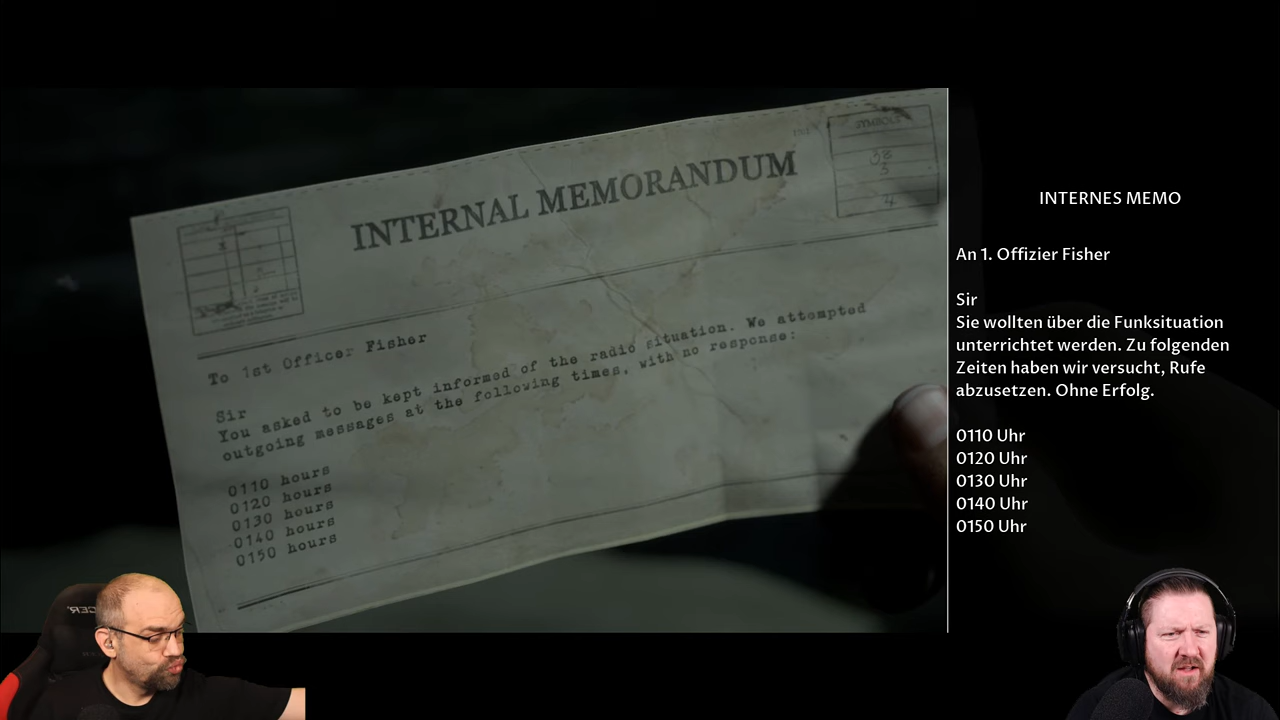 INTERNAL MEMORANDUM
SYMBOLS
To 1st Officer Fisher
Sir
You asked to be kept informed of the radio situation. We attempted
outgoing messages at the following times, with no response:
0110 hours
0120 hours
0130 hours
0140 hours
0150 hours
INTERNES MEMO
An 1. Offizier Fisher
Sir
Sie wollten über die Funksituation
unterrichtet werden. Zu folgenden
Zeiten haben wir versucht, Rufe
abzusetzen. Ohne Erfolg.
0110 Uhr
0120 Uhr
0130 Uhr
0140 Uhr
0150 Uhr